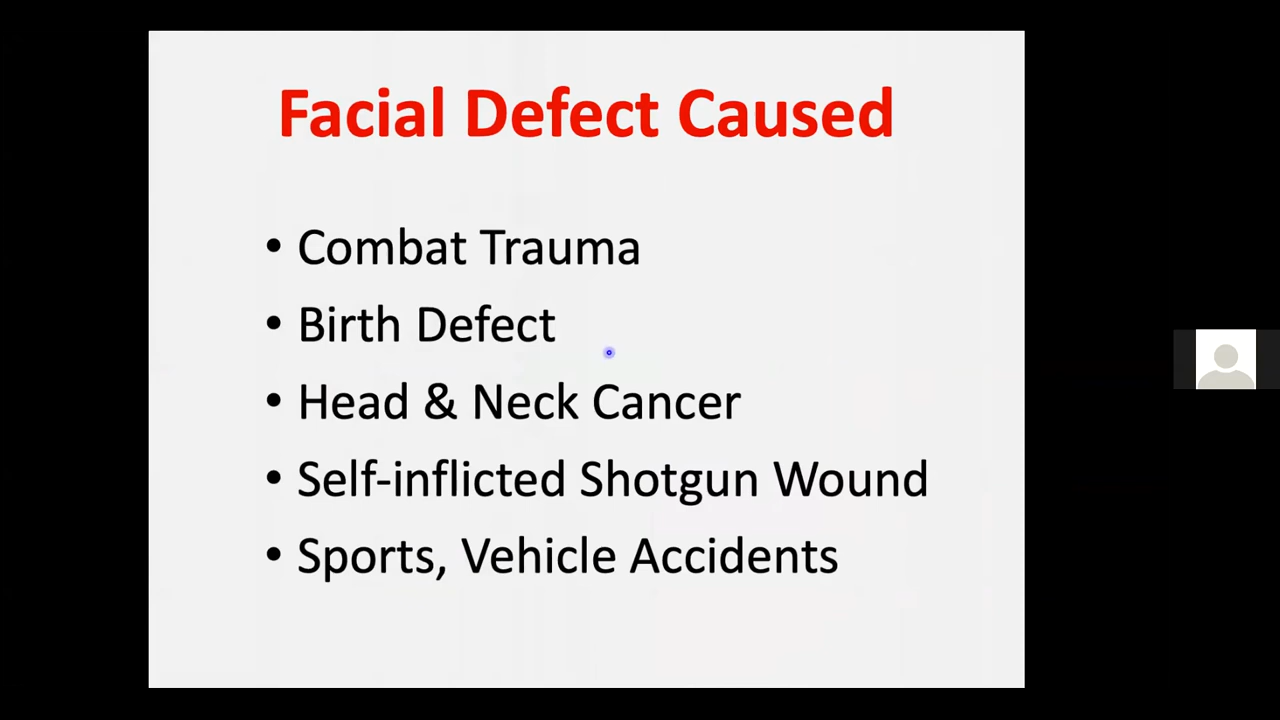 Facial Defect Caused
• Combat Trauma
• Birth Defect
• Head & Neck Cancer
• Self-inflicted Shotgun Wound
• Sports, Vehicle Accidents